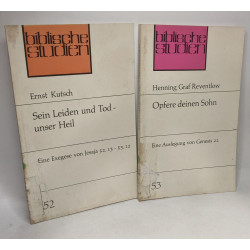 biblische
studien
Ernst Kutsch
Sein Leiden und Tod -
unser Heil
Eine Exegese von Jesaja 52, 13 - 53, 12
52
biblische
studien
Henning Graf Reventlow
Opfere deinen Sohn
Eine Auslegung von Genesis 22
53